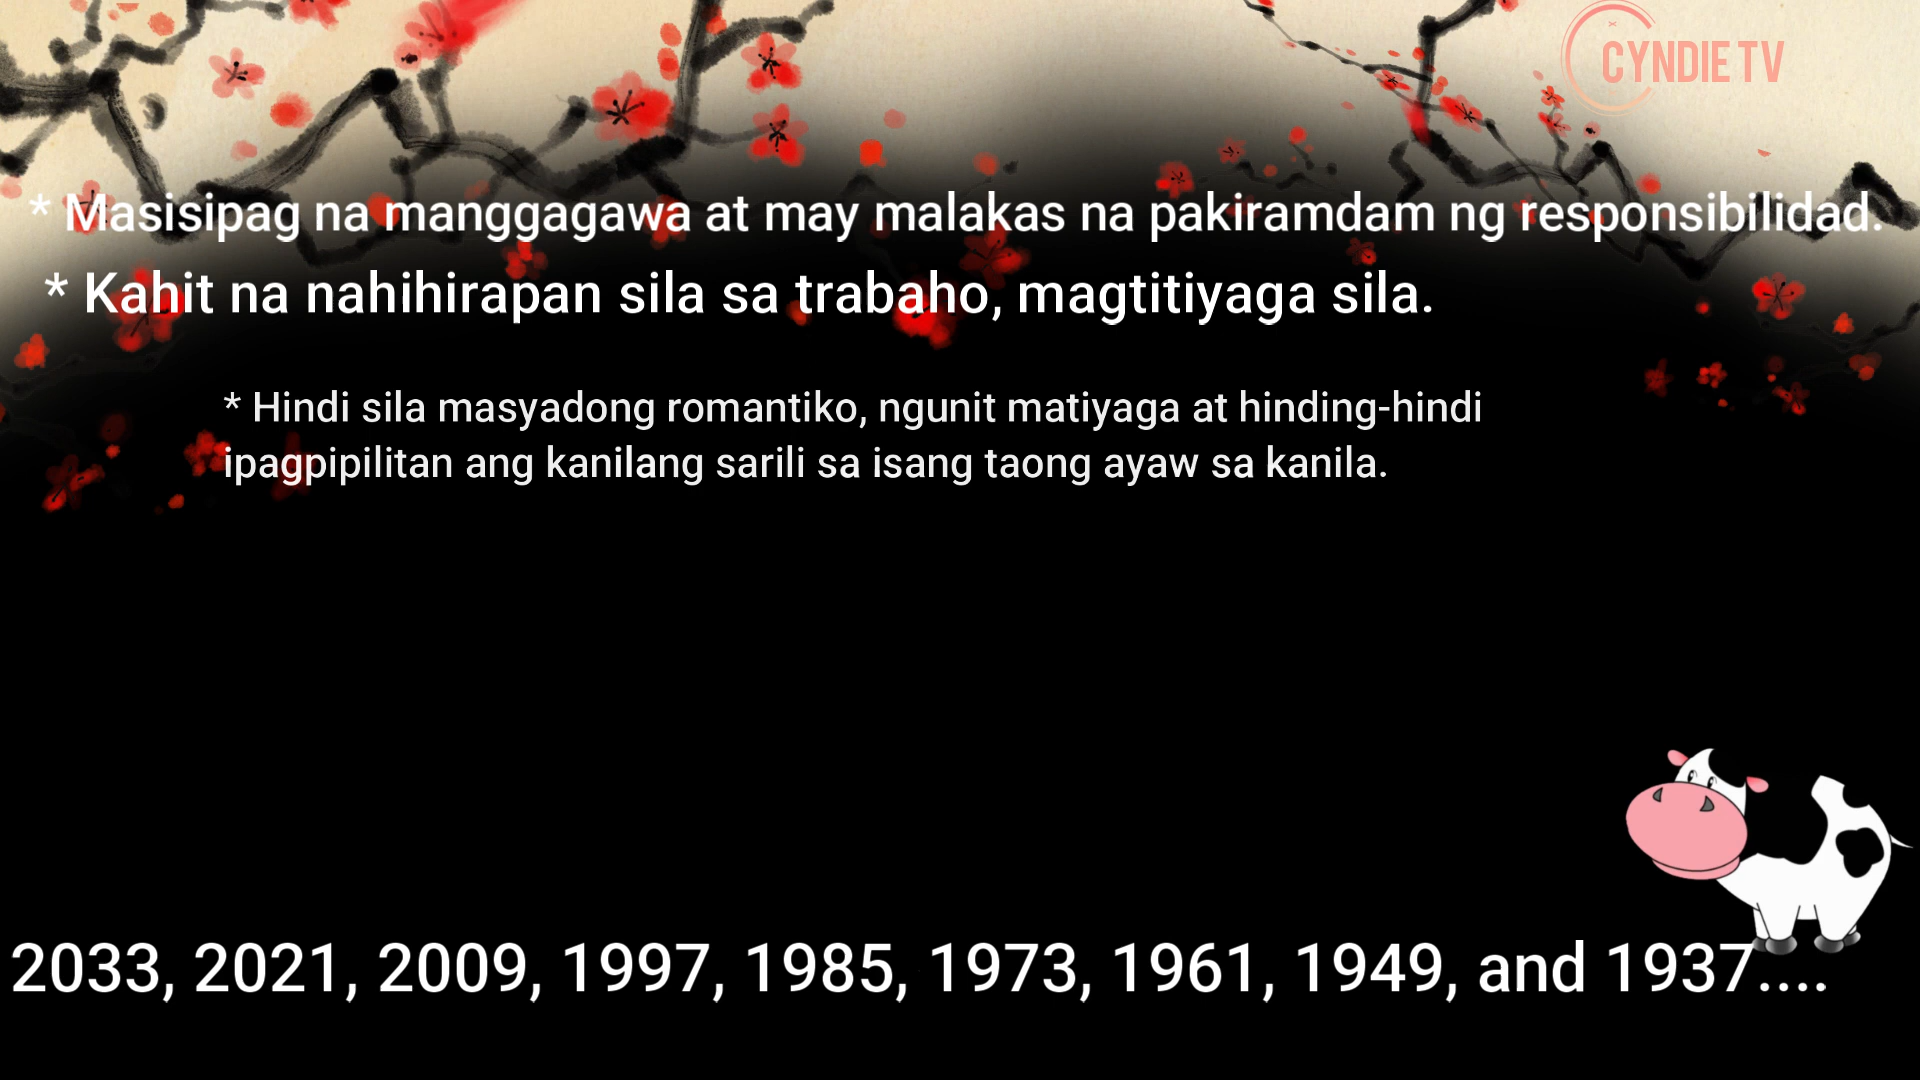 CYNDIE TV
* Masisipag na manggagawa at may malakas na pakiramdam ng responsibilidad.
* Kahit na nahihirapan sila sa trabaho, magtitiyaga sila.
* Hindi sila masyadong romantiko, ngunit matiyaga at hinding-hindi
ipagpipilitan ang kanilang sarili sa isang taong ayaw sa kanila.
2033, 2021, 2009, 1997, 1985, 1973, 1961, 1949, and 1937....